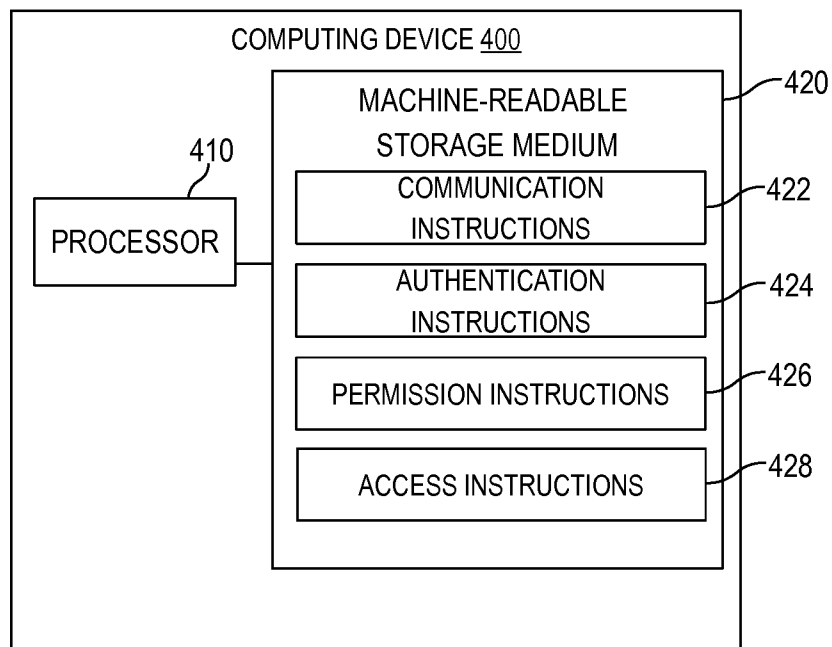 COMPUTING DEVICE 400
MACHINE-READABLE
STORAGE MEDIUM
420
410
PROCESSOR
COMMUNICATION
INSTRUCTIONS
422
AUTHENTICATION
INSTRUCTIONS
424
PERMISSION INSTRUCTIONS
426
ACCESS INSTRUCTIONS
428